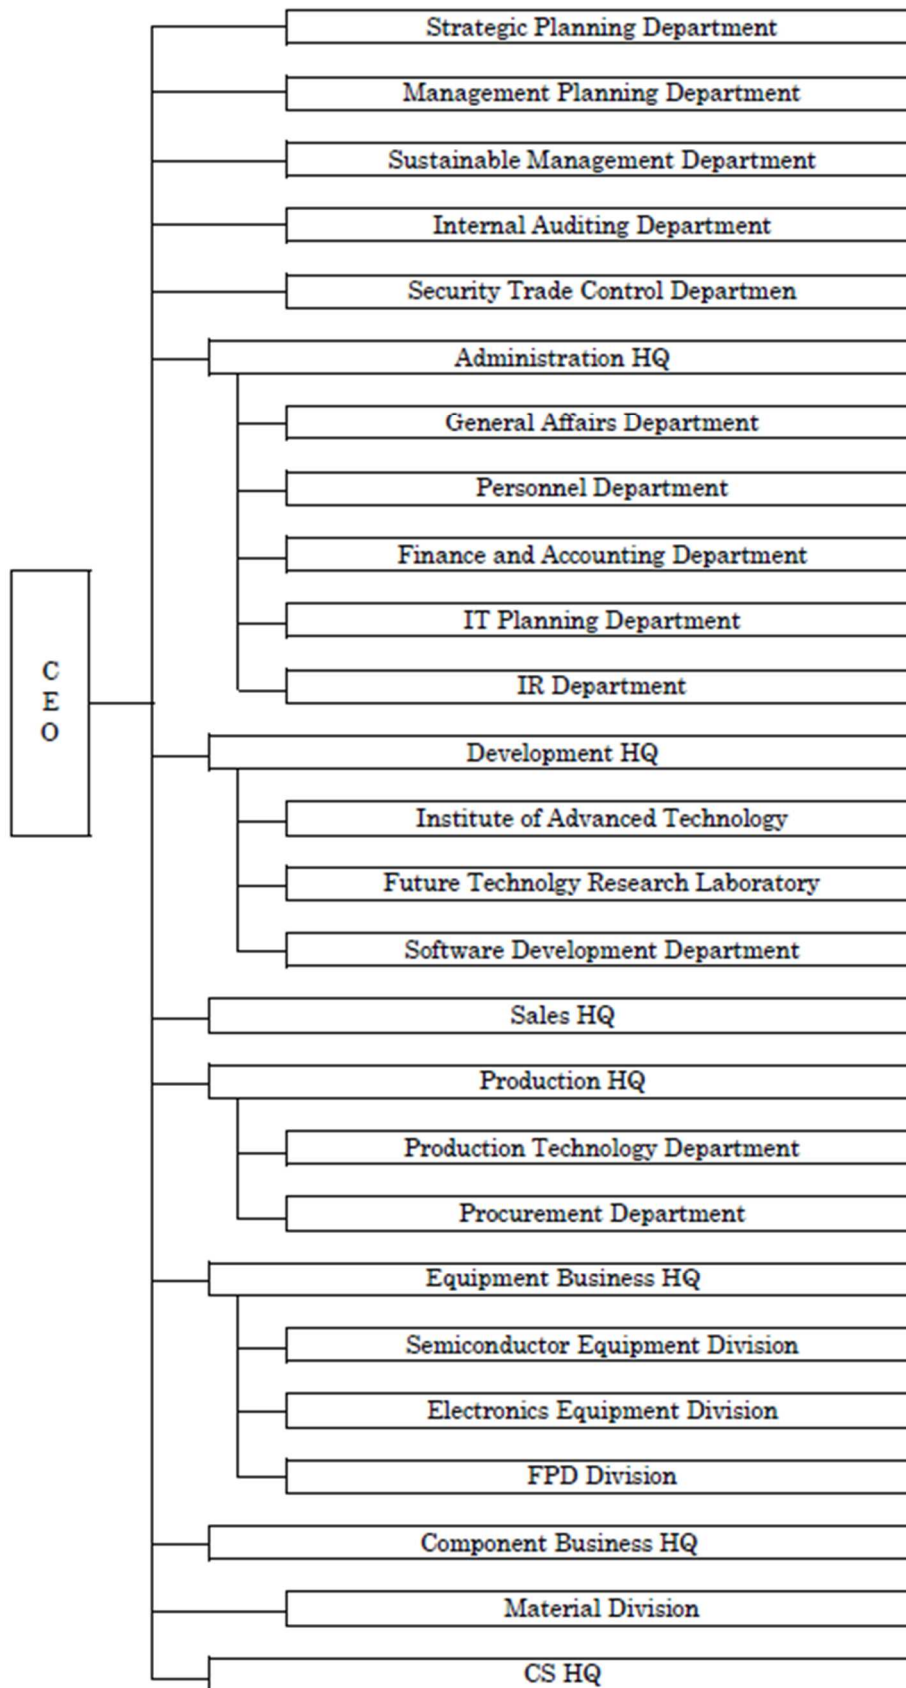 Strategic Planning Department
Management Planning Department
Sustainable Management Department
Internal Auditing Department
Security Trade Control Departmen
Administration HQ
General Affairs Department
Personnel Department
Finance and Accounting Department
IT Planning Department
IR Department
C
E
O
Development HQ
Institute of Advanced Technology
Future Technolgy Research Laboratory
Software Development Department
Sales HQ
Production HQ
Production Technology Department
Procurement Department
Equipment Business HQ
Semiconductor Equipment Division
Electronics Equipment Division
FPD Division
Component Business HQ
Material Division
CS HQ